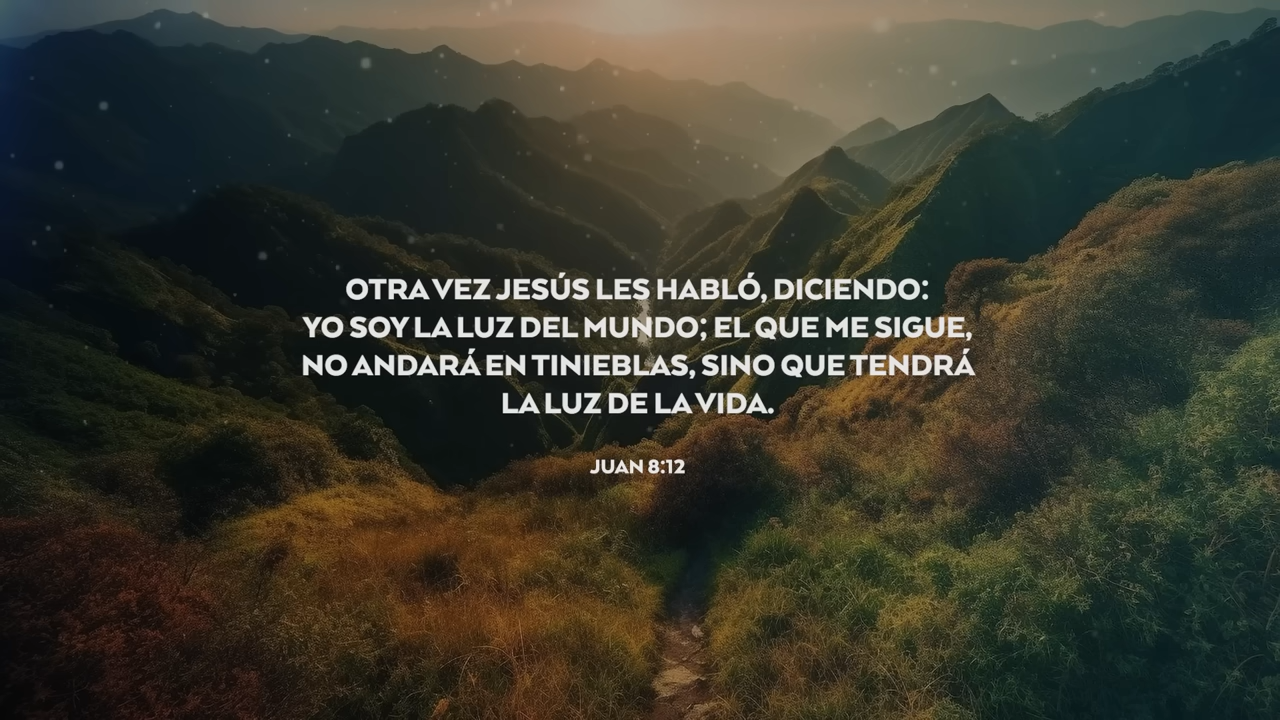 OTRA VEZ JESÚS LES HABLÓ, DICIENDO:
YO SOY LA LUZ DEL MUNDO; EL QUE ME SIGUE,
NO ANDARÁ EN TINIEBLAS, SINO QUE TENDRÁ
LA LUZ DE LA VIDA.
JUAN 8:12